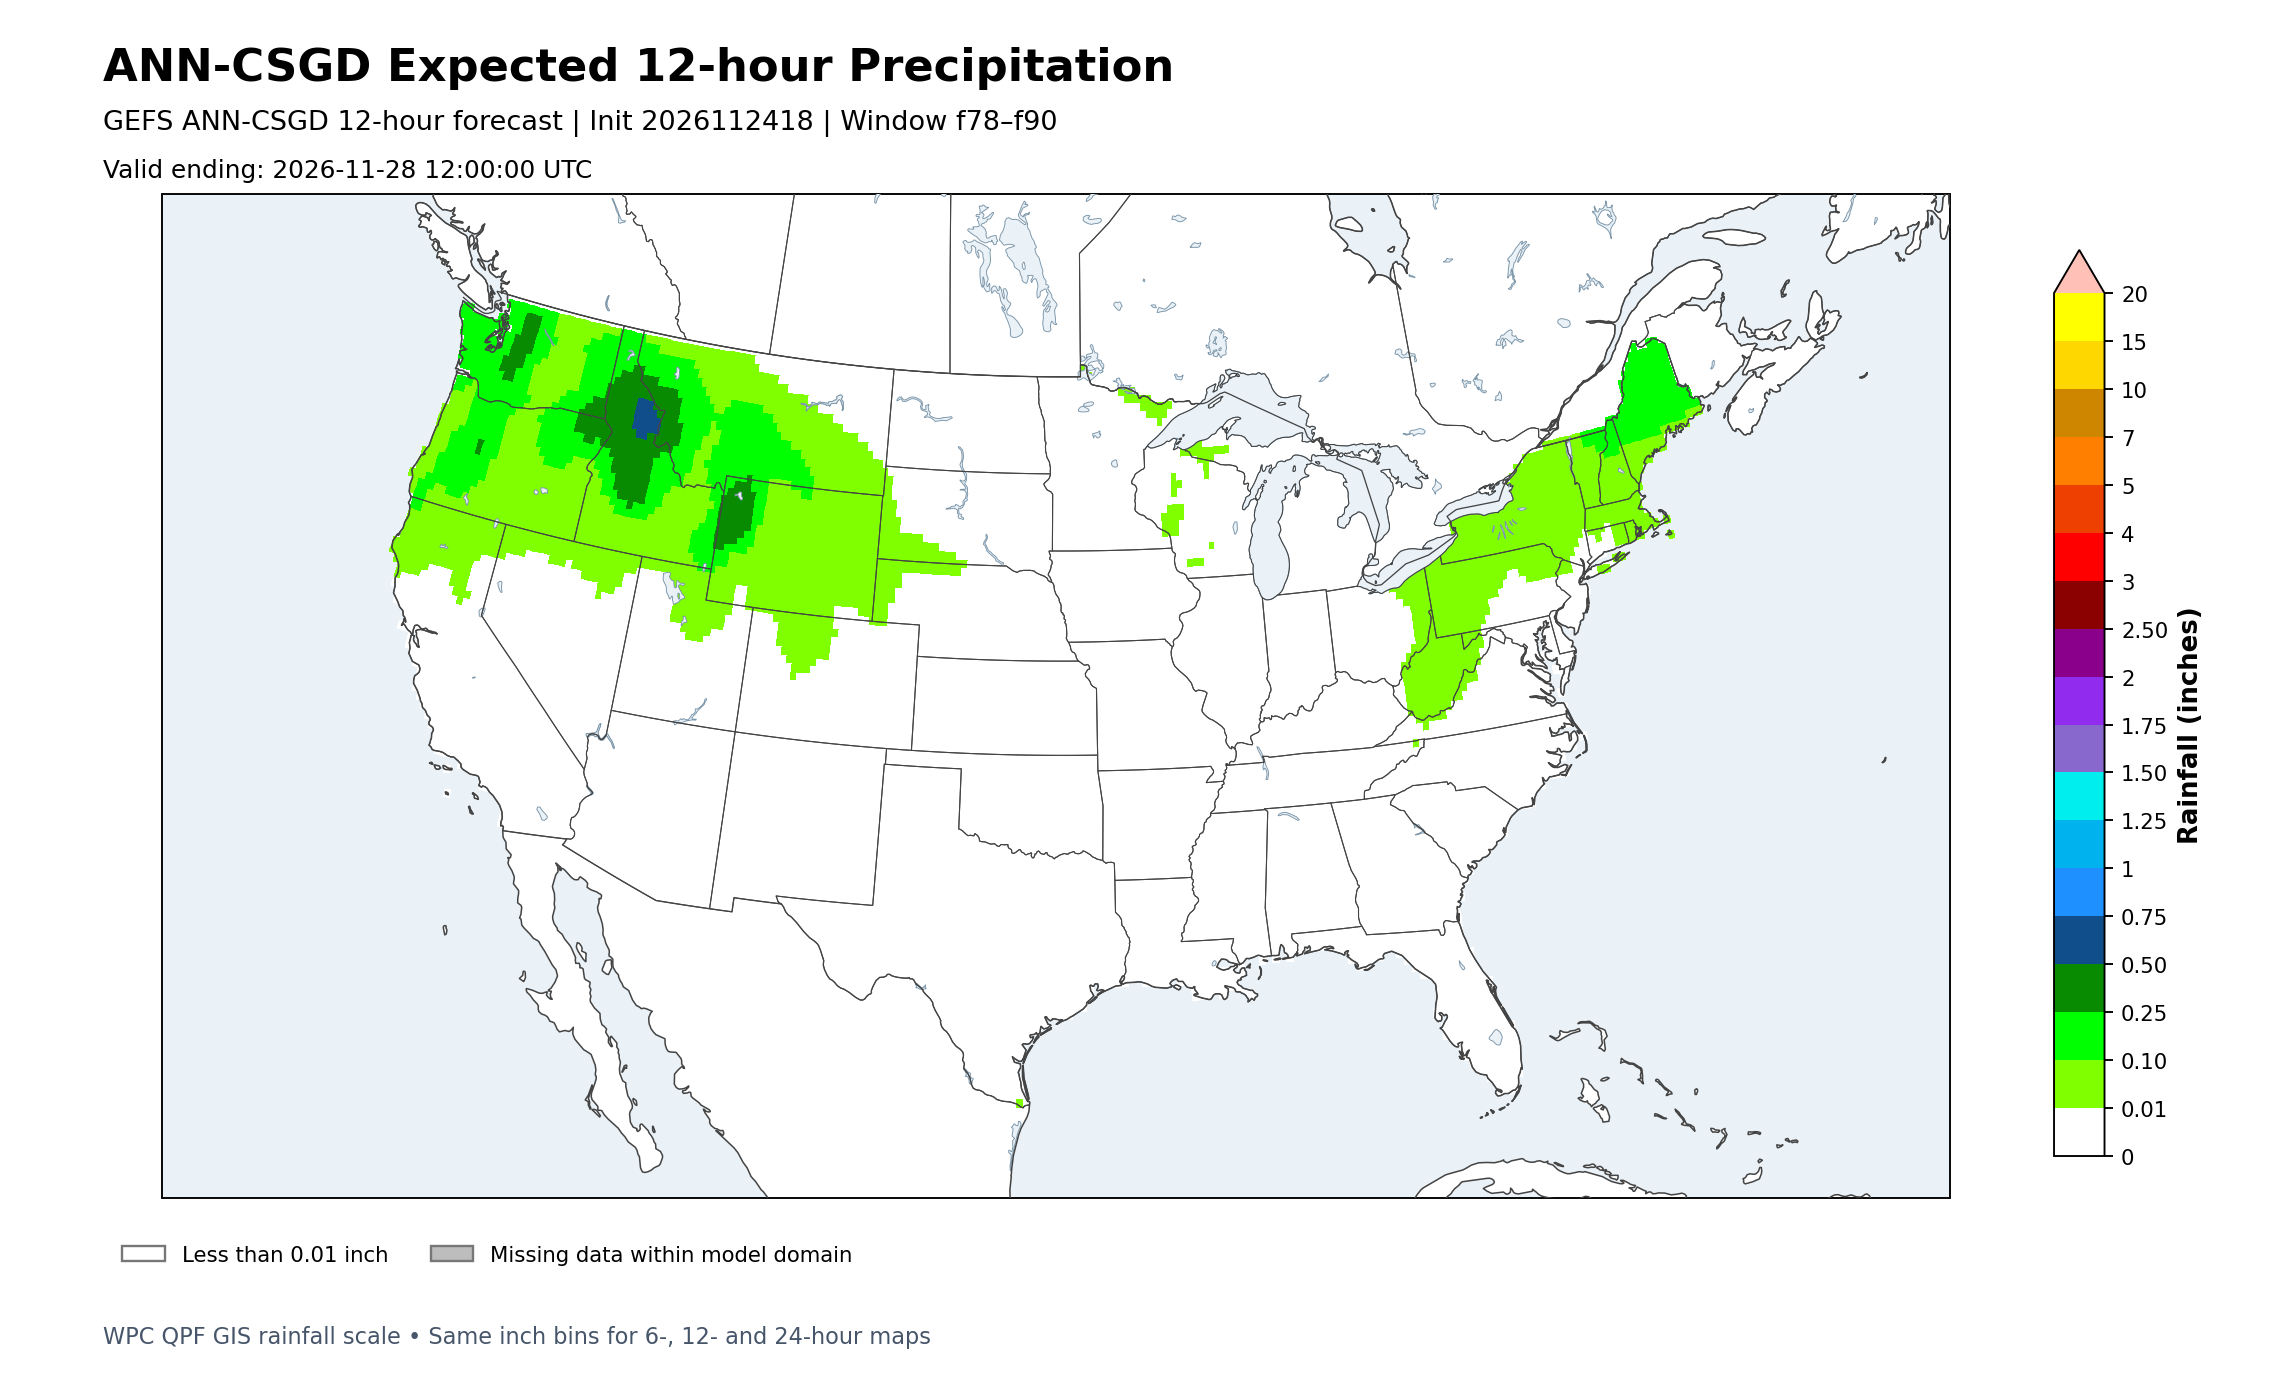 ANN-CSGD Expected 12-hour Precipitation
GEFS ANN-CSGD 12-hour forecast | Init 2026112418 | Window f78–f90
Valid ending: 2026-11-28 12:00:00 UTC
20
15
10
7
5
4
3
2.50
2
1.75
1.50
1.25
1
0.75
0.50
0.25
0.10
0.01
0
Rainfall (inches)
Less than 0.01 inch
Missing data within model domain
WPC QPF GIS rainfall scale • Same inch bins for 6-, 12- and 24-hour maps